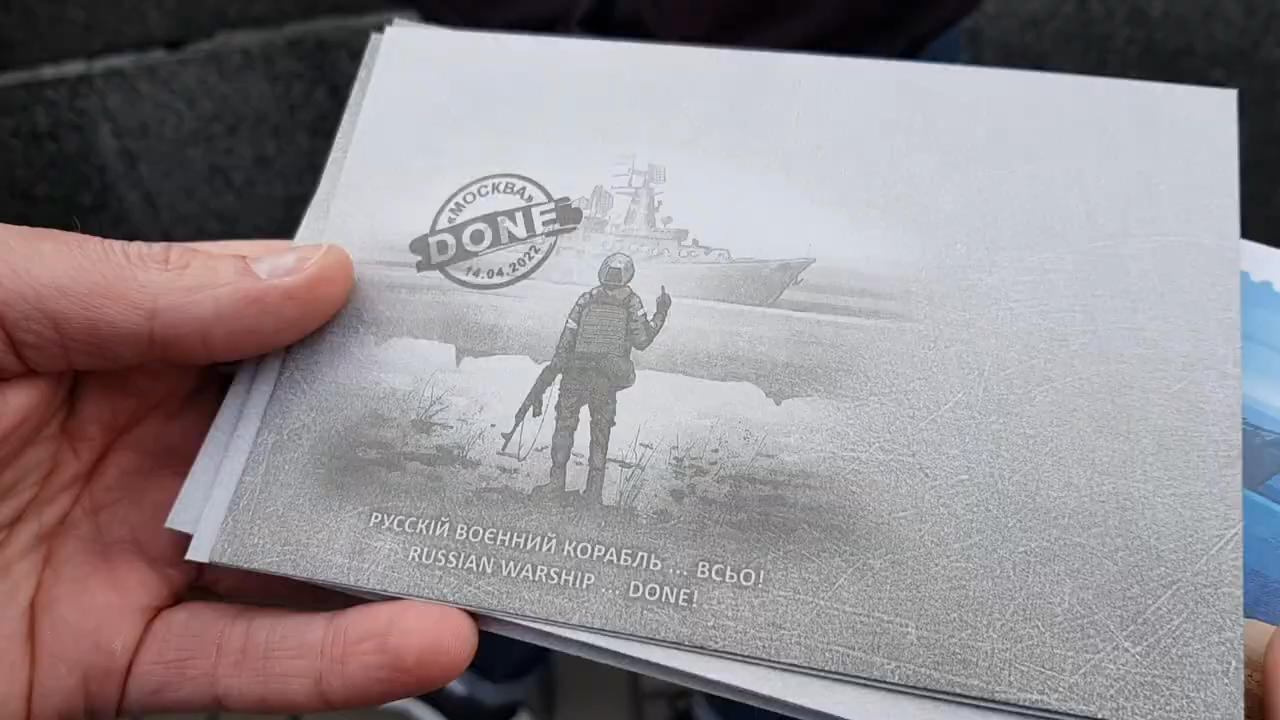 «МОСКВА»
DONE
14.04.2022
РУССКІЙ ВОЄННИЙ КОРАБЛЬ ... ВСЬО!
RUSSIAN WARSHIP ... DONE!